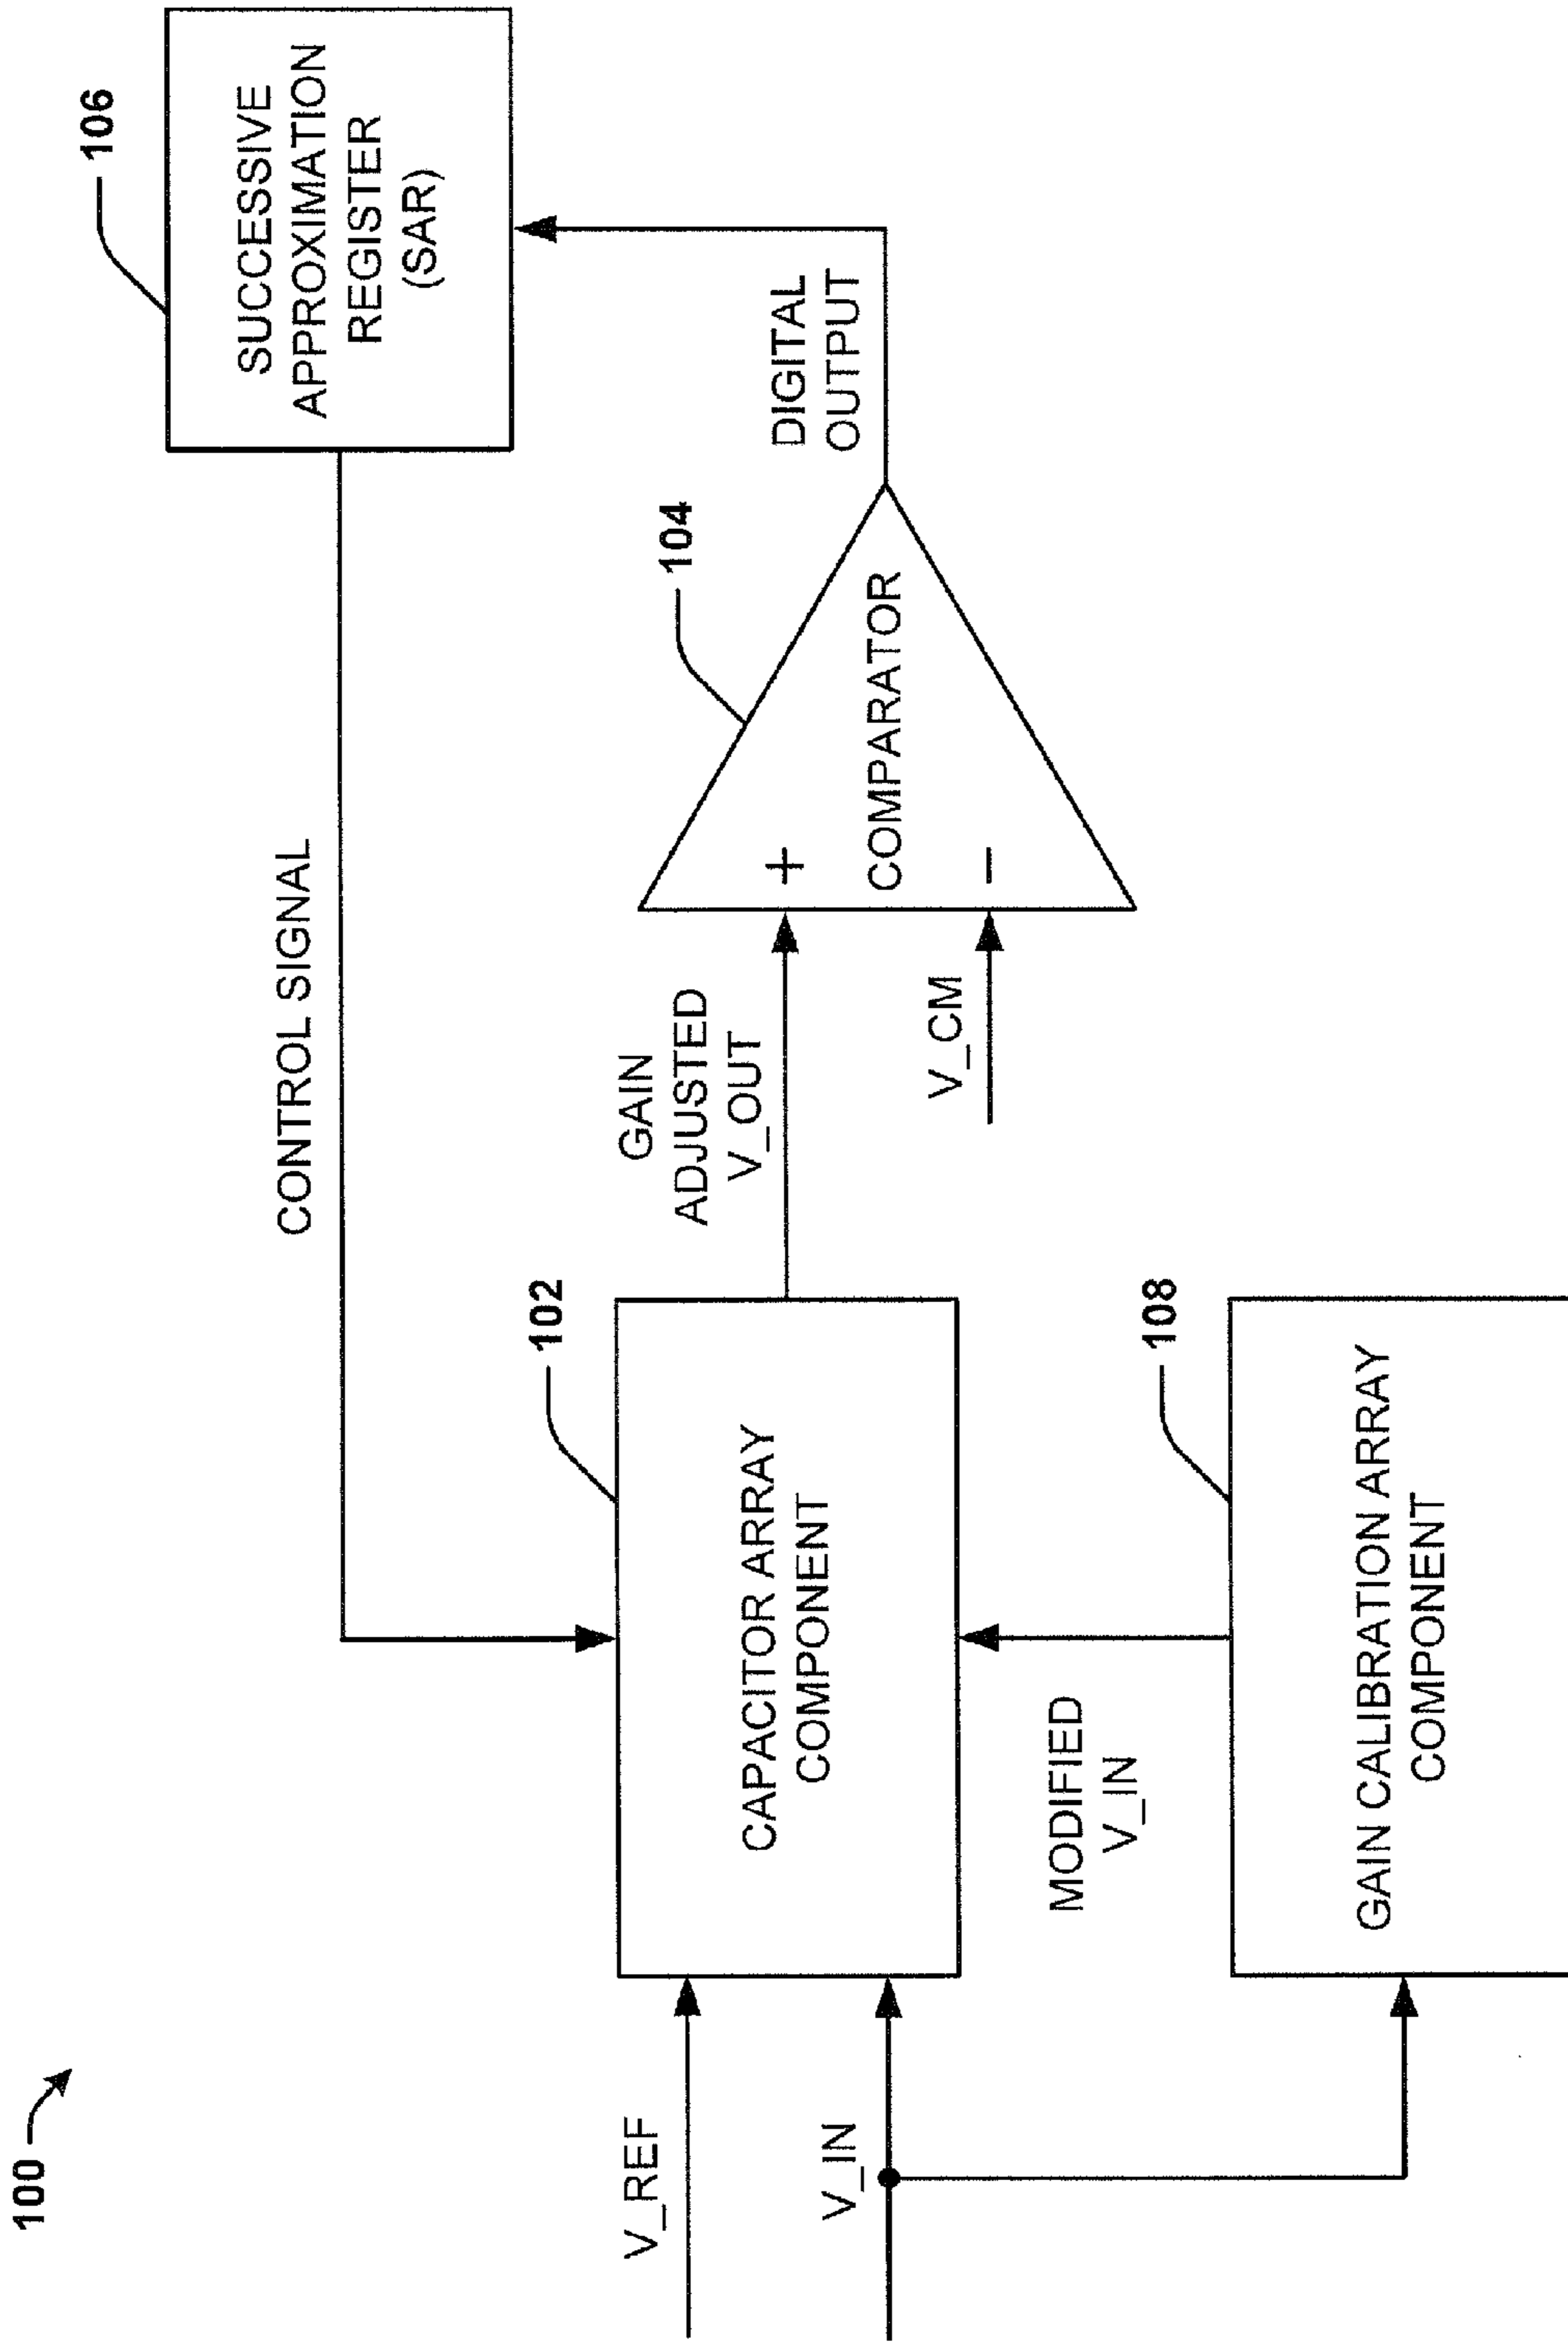 100
106
SUCCESSIVE
APPROXIMATION
REGISTER
(SAR)
CONTROL SIGNAL
DIGITAL
OUTPUT
104
COMPARATOR
+
−
GAIN
ADJUSTED
V_OUT
V_CM
102
CAPACITOR ARRAY
COMPONENT
V_REF
V_IN
MODIFIED
V_IN
108
GAIN CALIBRATION ARRAY
COMPONENT